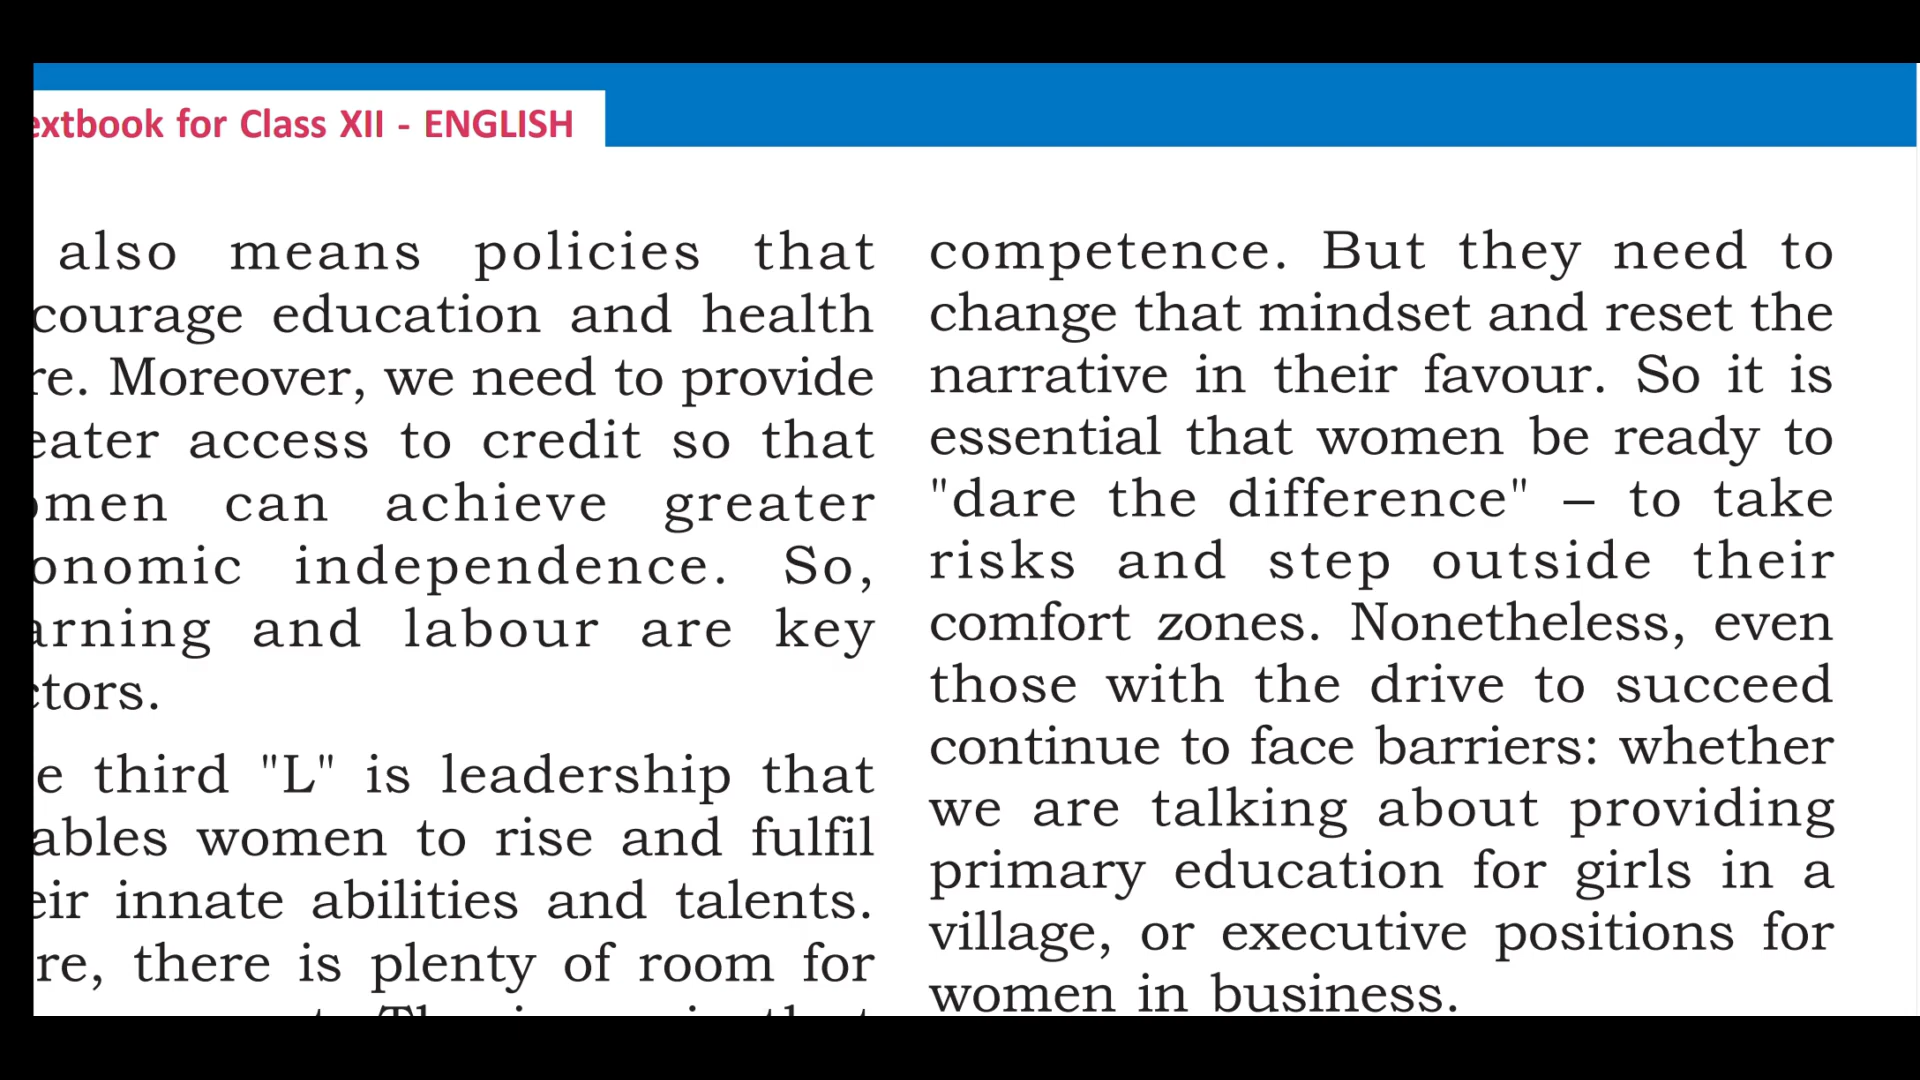 extbook for Class XII - ENGLISH
also means policies that
courage education and health
re. Moreover, we need to provide
eater access to credit so that
omen can achieve greater
onomic independence. So,
arning and labour are key
ctors.
e third "L" is leadership that
ables women to rise and fulfil
eir innate abilities and talents.
re, there is plenty of room for
competence. But they need to
change that mindset and reset the
narrative in their favour. So it is
essential that women be ready to
"dare the difference" – to take
risks and step outside their
comfort zones. Nonetheless, even
those with the drive to succeed
continue to face barriers: whether
we are talking about providing
primary education for girls in a
village, or executive positions for
women in business.